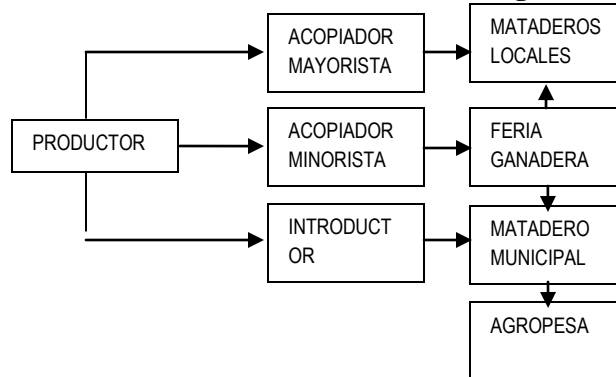 ACOPIADOR
MAYORISTA
MATADEROS
LOCALES
PRODUCTOR
ACOPIADOR
MINORISTA
FERIA
GANADERA
INTRODUCT
OR
MATADERO
MUNICIPAL
AGROPESA